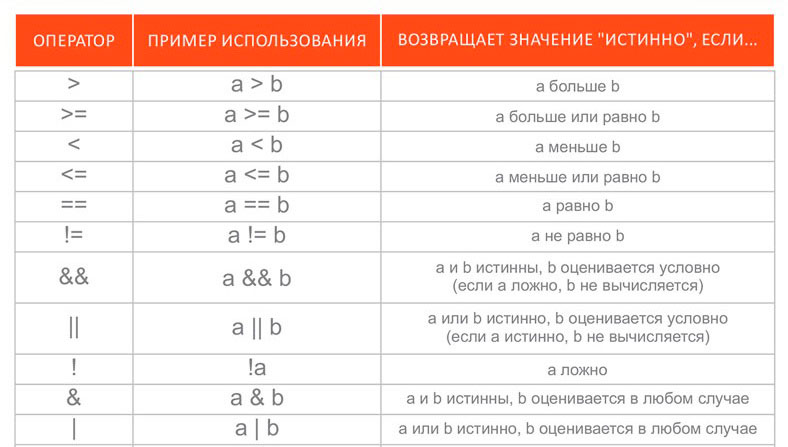 ОПЕРАТОР ПРИМЕР ИСПОЛЬЗОВАНИЯ ВОЗВРАЩАЕТ ЗНАЧЕНИЕ "ИСТИННО", ЕСЛИ...
> a > b а больше b
>= a >= b а больше или равно b
< a < b а меньше b
<= a <= b а меньше или равно b
== a == b а равно b
!= a != b а не равно b
&& a && b а и b истинны, b оценивается условно
(если а ложно, b не вычисляется)
|| a || b а или b истинно, b оценивается условно
(если а истинно, b не вычисляется)
! !a а ложно
& a & b а и b истинны, b оценивается в любом случае
| a | b а или b истинно, b оценивается в любом случае